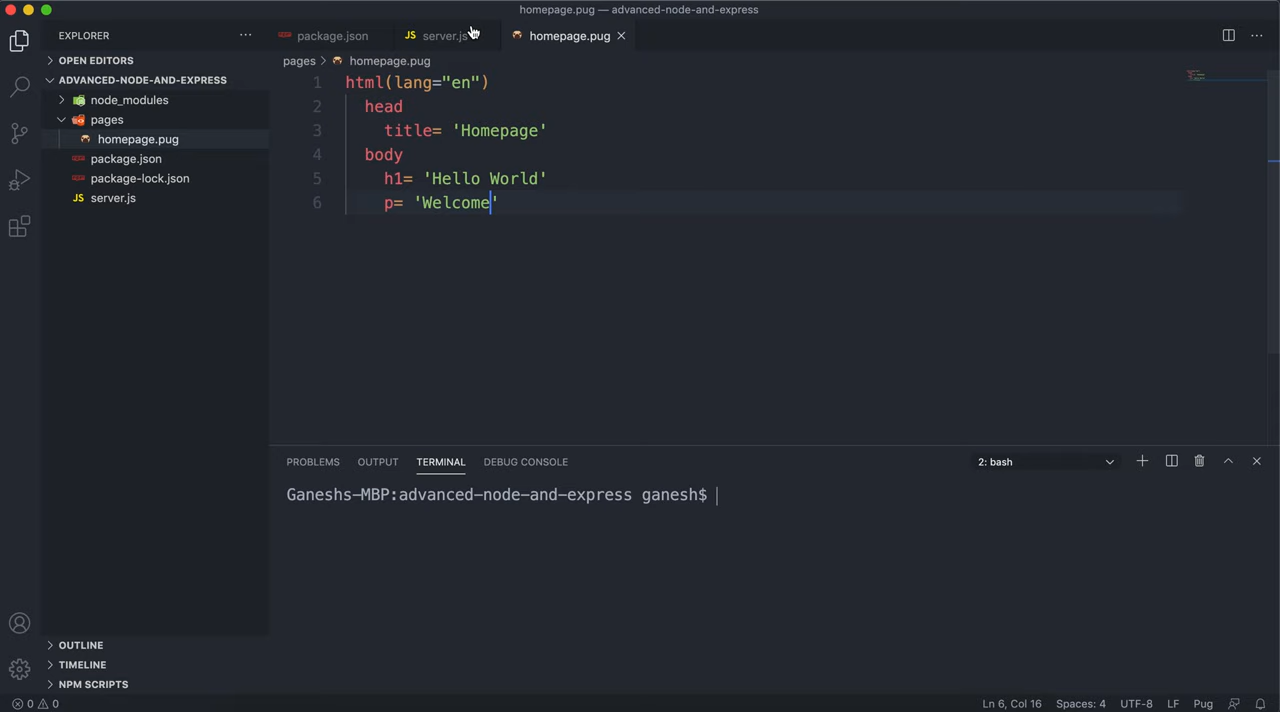 homepage.pug — advanced-node-and-express
EXPLORER
package.json
JS server.js
homepage.pug
OPEN EDITORS
pages > homepage.pug
ADVANCED-NODE-AND-EXPRESS
node_modules
pages
homepage.pug
package.json
package-lock.json
JS server.js
1 html(lang="en")
2 head
3 title= 'Homepage'
4 body
5 h1= 'Hello World'
6 p= 'Welcome'
PROBLEMS OUTPUT TERMINAL DEBUG CONSOLE
2: bash
Ganeshs-MBP:advanced-node-and-express ganesh$
OUTLINE
TIMELINE
NPM SCRIPTS
0 0
Ln 6, Col 16 Spaces: 4 UTF-8 LF Pug